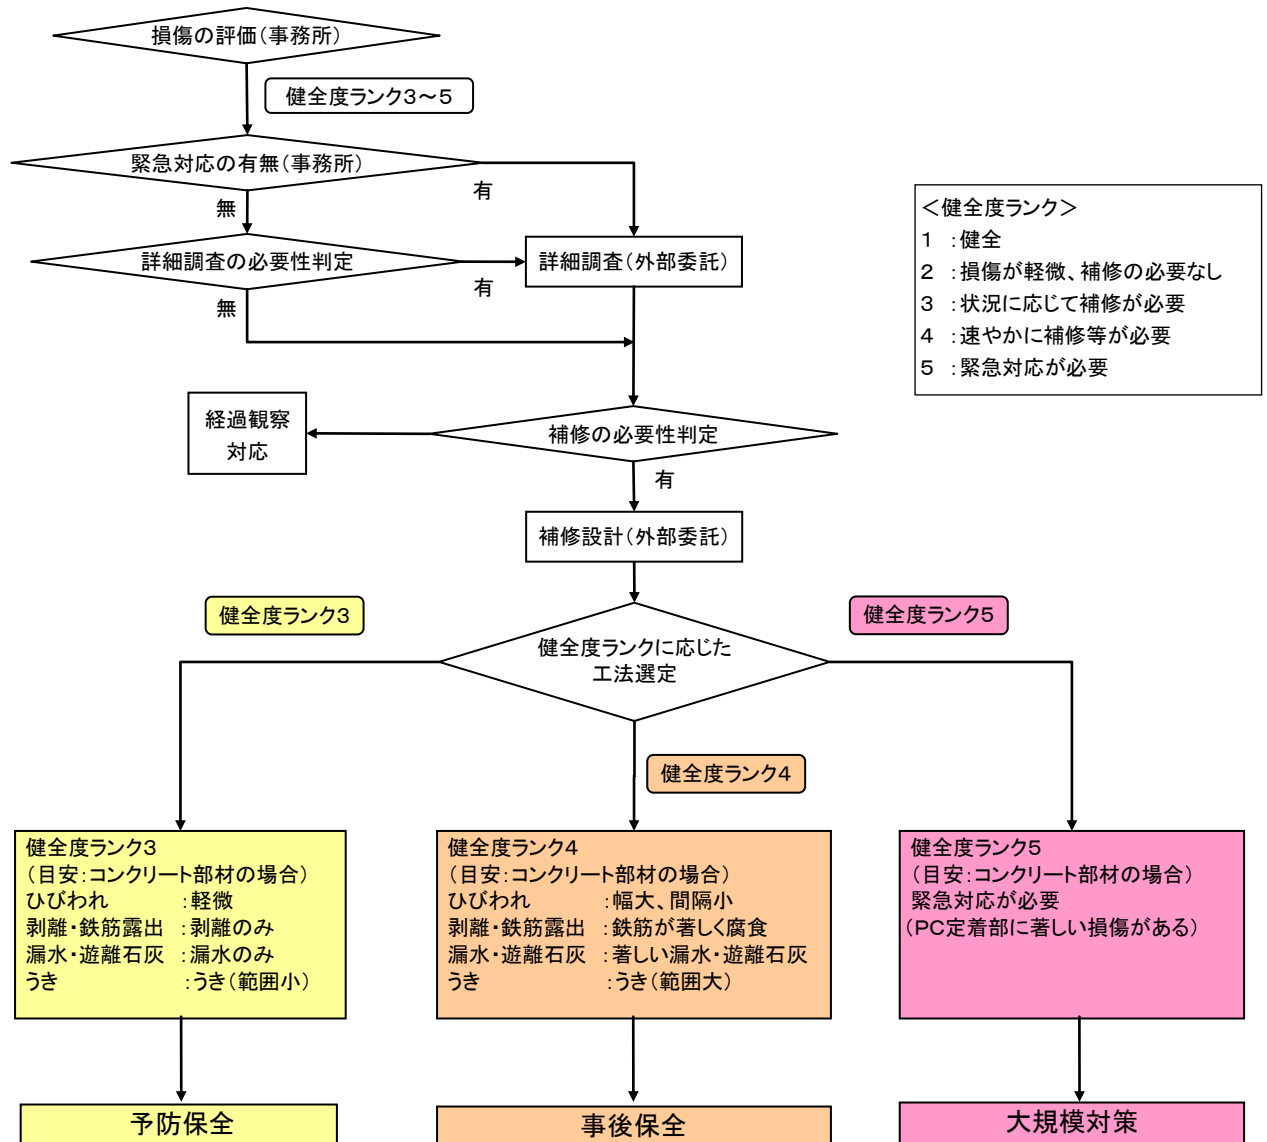 損傷の評価(事務所)
健全度ランク3～5
緊急対応の有無(事務所)
有
無
詳細調査の必要性判定
有
無
詳細調査(外部委託)
＜健全度ランク＞
1 :健全
2 :損傷が軽微、補修の必要なし
3 :状況に応じて補修が必要
4 :速やかに補修等が必要
5 :緊急対応が必要
経過観察
対応
補修の必要性判定
有
補修設計(外部委託)
健全度ランク3
健全度ランク5
健全度ランクに応じた
工法選定
健全度ランク4
健全度ランク3
(目安:コンクリート部材の場合)
ひびわれ :軽微
剥離・鉄筋露出 :剥離のみ
漏水・遊離石灰 :漏水のみ
うき :うき(範囲小)
健全度ランク4
(目安:コンクリート部材の場合)
ひびわれ :幅大、間隔小
剥離・鉄筋露出 :鉄筋が著しく腐食
漏水・遊離石灰 :著しい漏水・遊離石灰
うき :うき(範囲大)
健全度ランク5
(目安:コンクリート部材の場合)
緊急対応が必要
(PC定着部に著しい損傷がある)
予防保全
事後保全
大規模対策